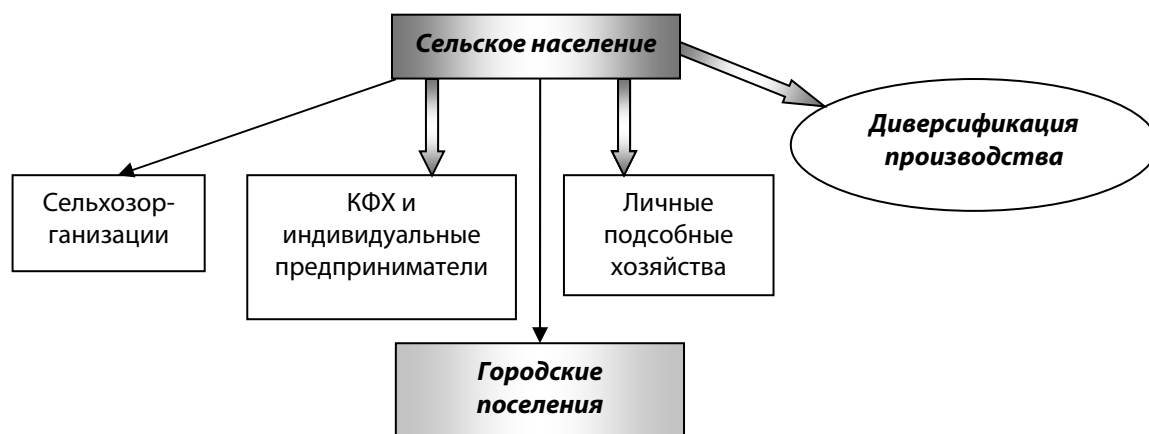 Сельское население
Диверсификация
производства
Сельхозор-
ганизации
КФХ и
индивидуальные
предприниматели
Личные
подсобные
хозяйства
Городские
поселения